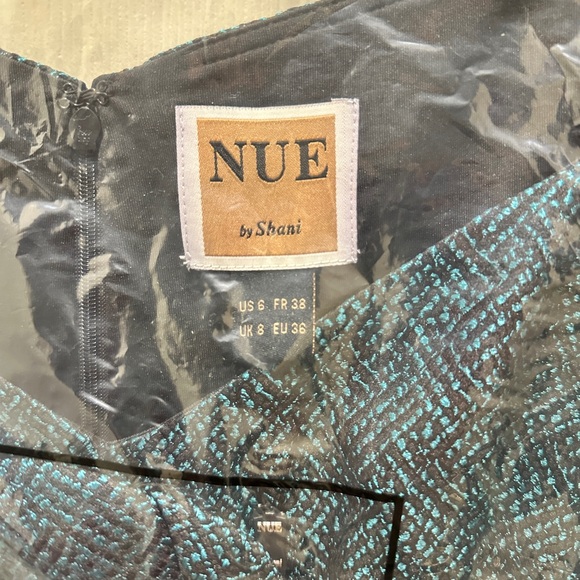 NUE
by Shani
US 6 FR 38
UK 8 EU 36
NUE